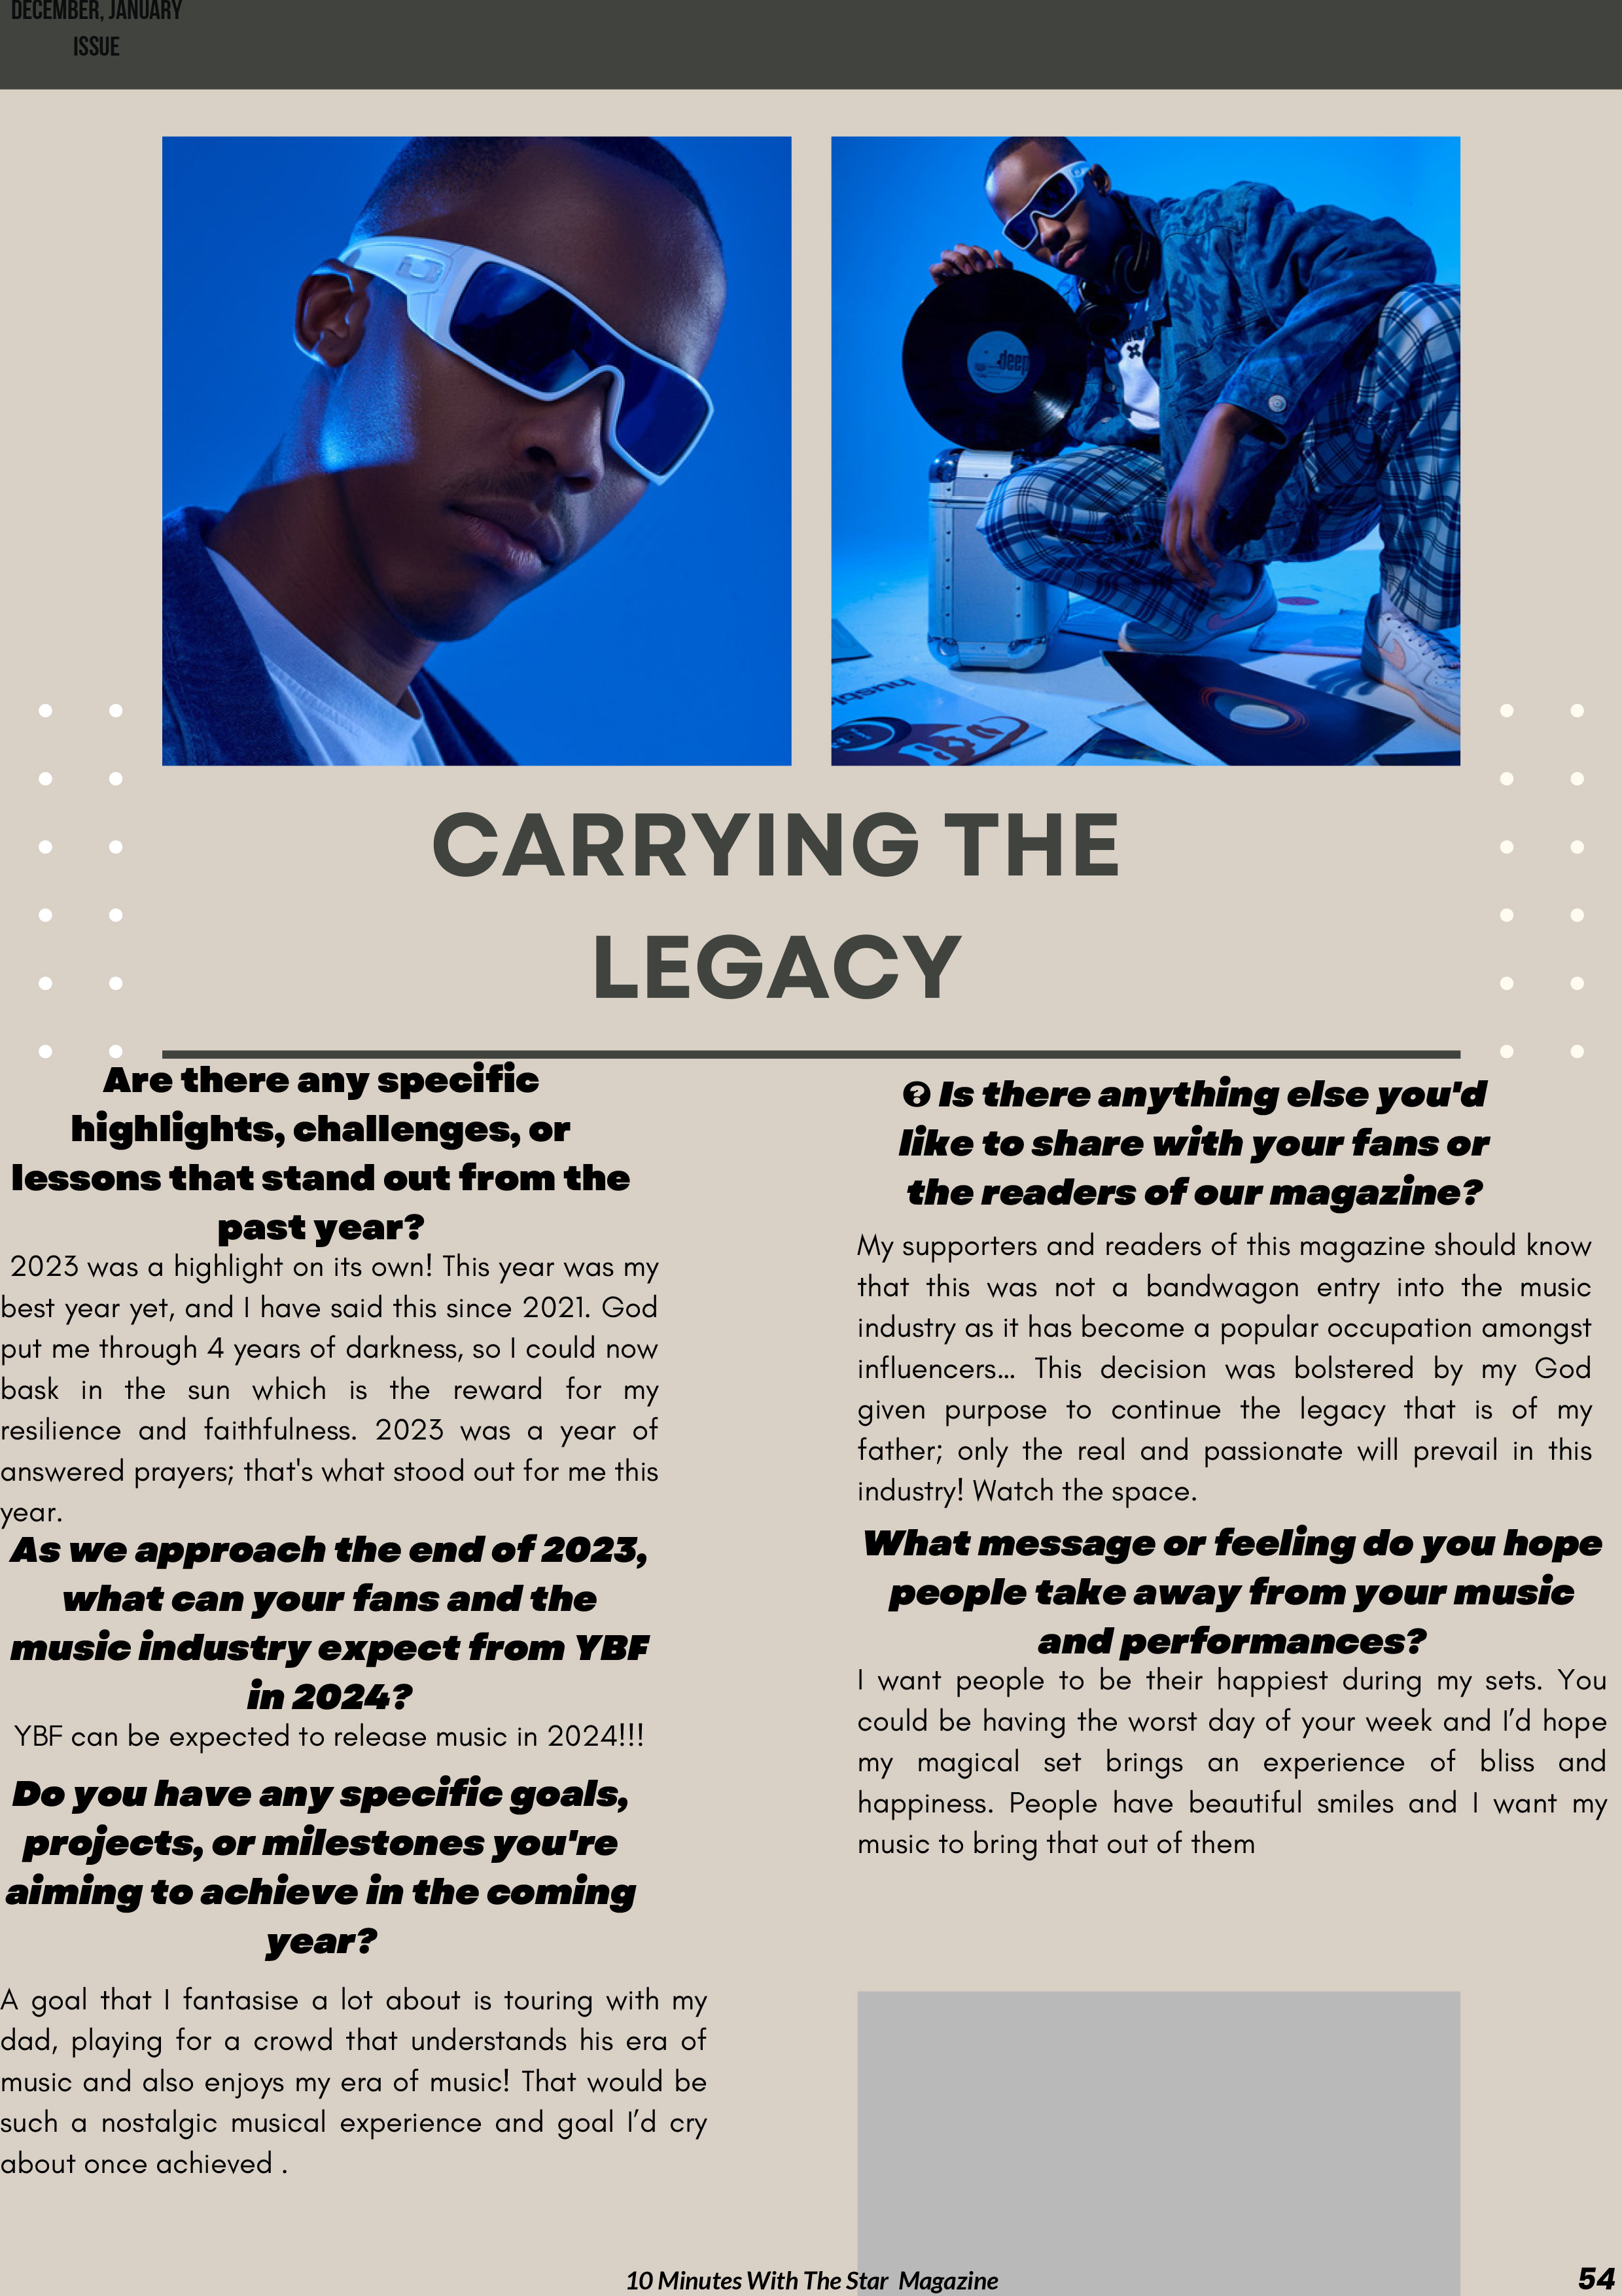 DECEMBER, JANUARY
ISSUE
deep
CARRYING THE
LEGACY
Are there any specific
highlights, challenges, or
lessons that stand out from the
past year?
2023 was a highlight on its own! This year was my
best year yet, and I have said this since 2021. God
put me through 4 years of darkness, so I could now
bask in the sun which is the reward for my
resilience and faithfulness. 2023 was a year of
answered prayers; that's what stood out for me this
year.
As we approach the end of 2023,
what can your fans and the
music industry expect from YBF
in 2024?
YBF can be expected to release music in 2024!!!
Do you have any specific goals,
projects, or milestones you're
aiming to achieve in the coming
year?
A goal that I fantasise a lot about is touring with my
dad, playing for a crowd that understands his era of
music and also enjoys my era of music! That would be
such a nostalgic musical experience and goal I’d cry
about once achieved .
? Is there anything else you'd
like to share with your fans or
the readers of our magazine?
My supporters and readers of this magazine should know
that this was not a bandwagon entry into the music
industry as it has become a popular occupation amongst
influencers... This decision was bolstered by my God
given purpose to continue the legacy that is of my
father; only the real and passionate will prevail in this
industry! Watch the space.
What message or feeling do you hope
people take away from your music
and performances?
I want people to be their happiest during my sets. You
could be having the worst day of your week and I’d hope
my magical set brings an experience of bliss and
happiness. People have beautiful smiles and I want my
music to bring that out of them
10 Minutes With The Star Magazine
54